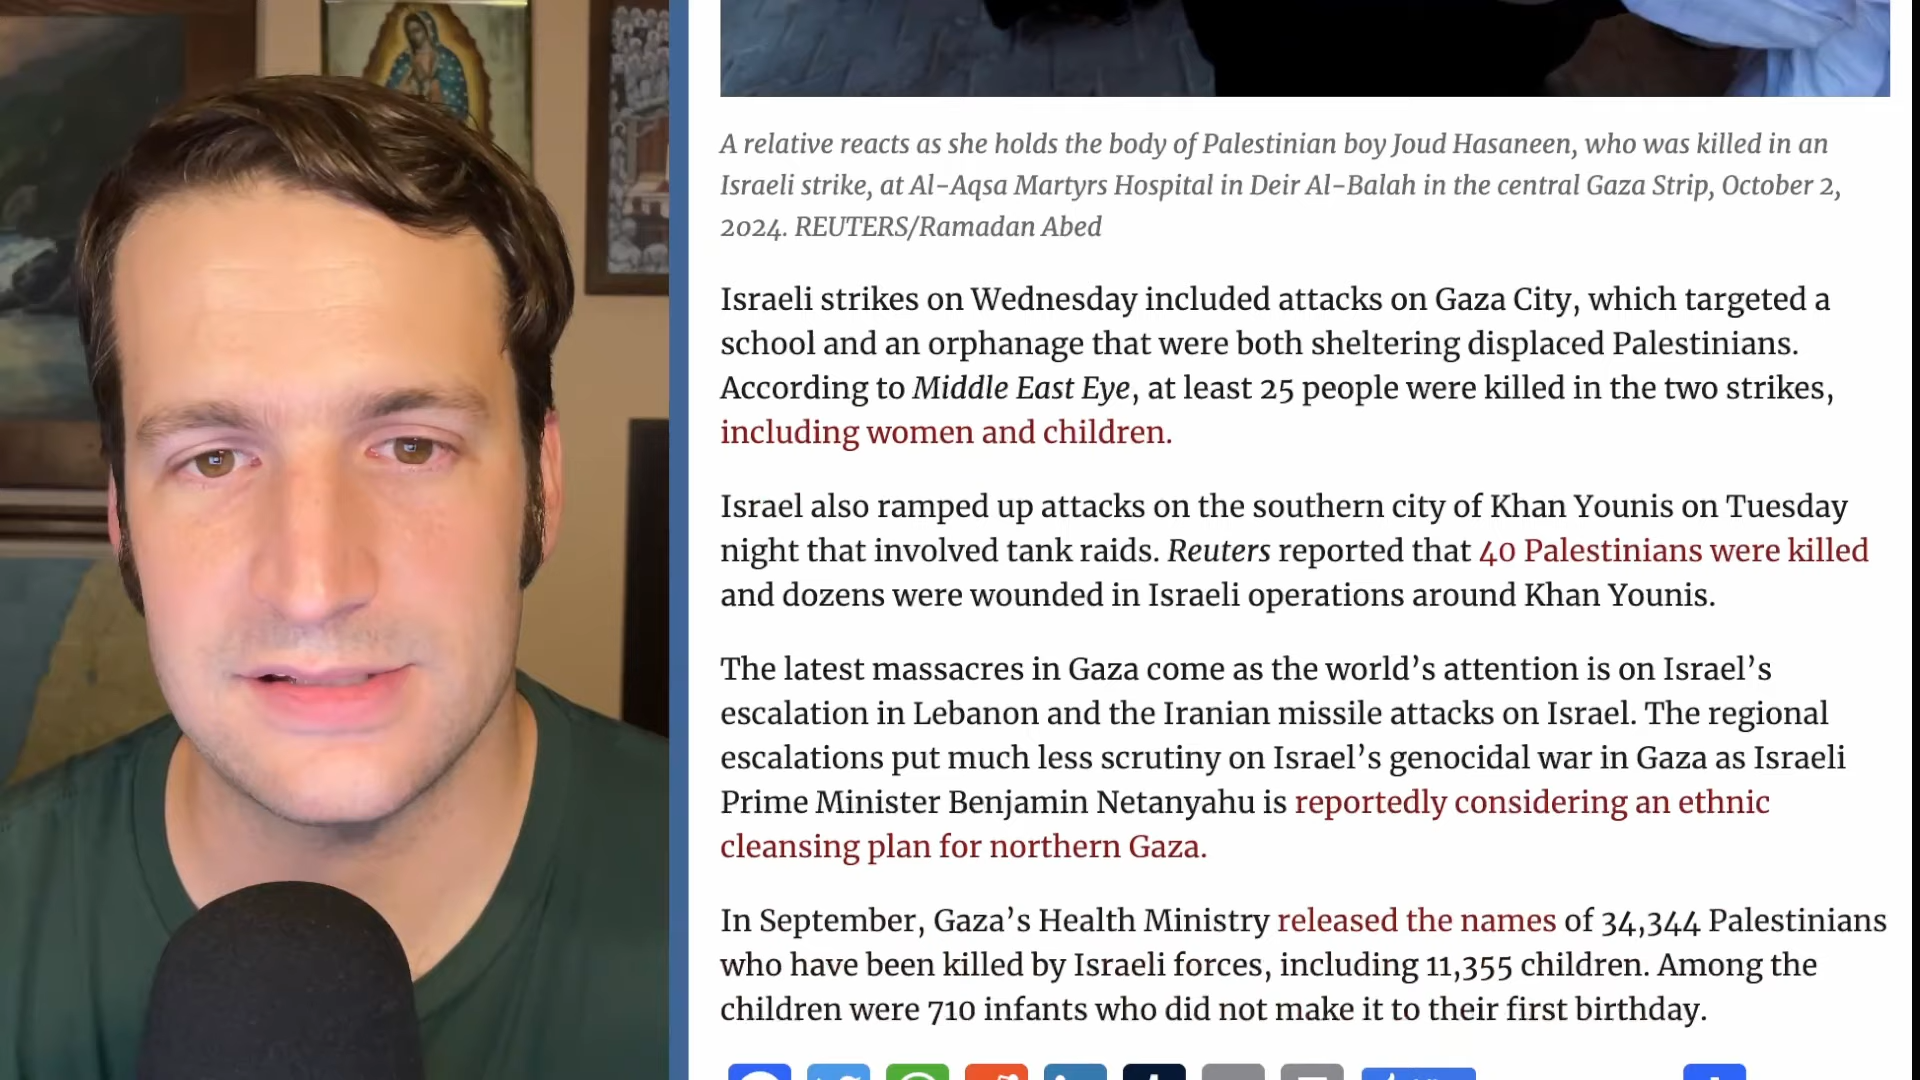 A relative reacts as she holds the body of Palestinian boy Joud Hasaneen, who was killed in an
Israeli strike, at Al-Aqsa Martyrs Hospital in Deir Al-Balah in the central Gaza Strip, October 2,
2024. REUTERS/Ramadan Abed
Israeli strikes on Wednesday included attacks on Gaza City, which targeted a
school and an orphanage that were both sheltering displaced Palestinians.
According to Middle East Eye, at least 25 people were killed in the two strikes,
including women and children.
Israel also ramped up attacks on the southern city of Khan Younis on Tuesday
night that involved tank raids. Reuters reported that 40 Palestinians were killed
and dozens were wounded in Israeli operations around Khan Younis.
The latest massacres in Gaza come as the world’s attention is on Israel’s
escalation in Lebanon and the Iranian missile attacks on Israel. The regional
escalations put much less scrutiny on Israel’s genocidal war in Gaza as Israeli
Prime Minister Benjamin Netanyahu is reportedly considering an ethnic
cleansing plan for northern Gaza.
In September, Gaza’s Health Ministry released the names of 34,344 Palestinians
who have been killed by Israeli forces, including 11,355 children. Among the
children were 710 infants who did not make it to their first birthday.